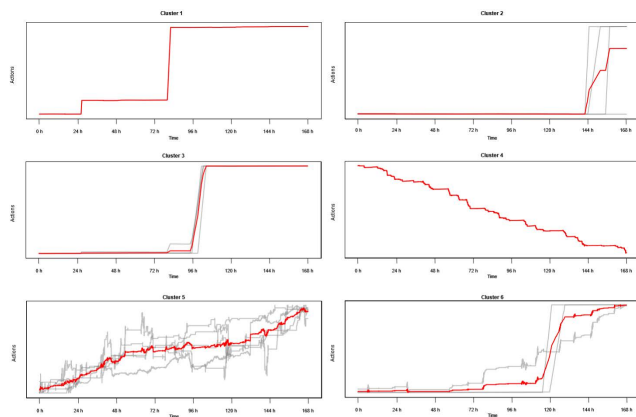 Cluster 1
Actions
0 h 24 h 48 h 72 h 96 h 120 h 144 h 168 h
Time
Cluster 2
Actions
0 h 24 h 48 h 72 h 96 h 120 h 144 h 168 h
Time
Cluster 3
Actions
0 h 24 h 48 h 72 h 96 h 120 h 144 h 168 h
Time
Cluster 4
Actions
0 h 24 h 48 h 72 h 96 h 120 h 144 h 168 h
Time
Cluster 5
Actions
0 h 24 h 48 h 72 h 96 h 120 h 144 h 168 h
Time
Cluster 6
Actions
0 h 24 h 48 h 72 h 96 h 120 h 144 h 168 h
Time